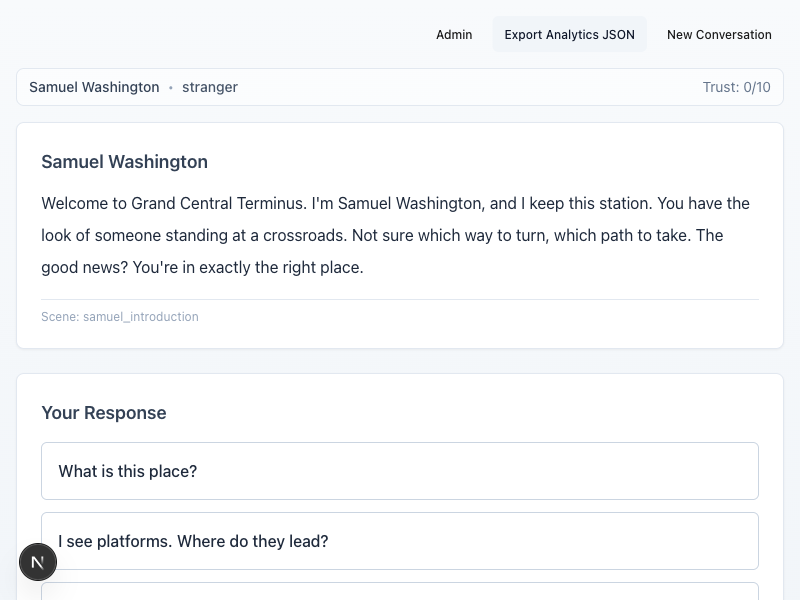 Admin
Export Analytics JSON
New Conversation
Samuel Washington • stranger
Trust: 0/10
Samuel Washington
Welcome to Grand Central Terminus. I'm Samuel Washington, and I keep this station. You have the
look of someone standing at a crossroads. Not sure which way to turn, which path to take. The
good news? You're in exactly the right place.
Scene: samuel_introduction
Your Response
What is this place?
I see platforms. Where do they lead?
N